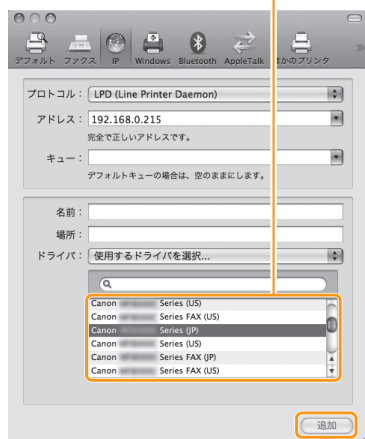 デフォルト ファクス IP Windows Bluetooth AppleTalk ほかのプリンタ
プロトコル： LPD (Line Printer Daemon)
アドレス： 192.168.0.215
完全で正しいアドレスです。
キュー：
デフォルトキューの場合は、空のままにします。
名前：
場所：
ドライバ： 使用するドライバを選択...
Canon Series (US)
Canon Series FAX (US)
Canon Series (JP)
Canon Series (US)
Canon Series FAX (JP)
Canon Series FAX (US)
追加